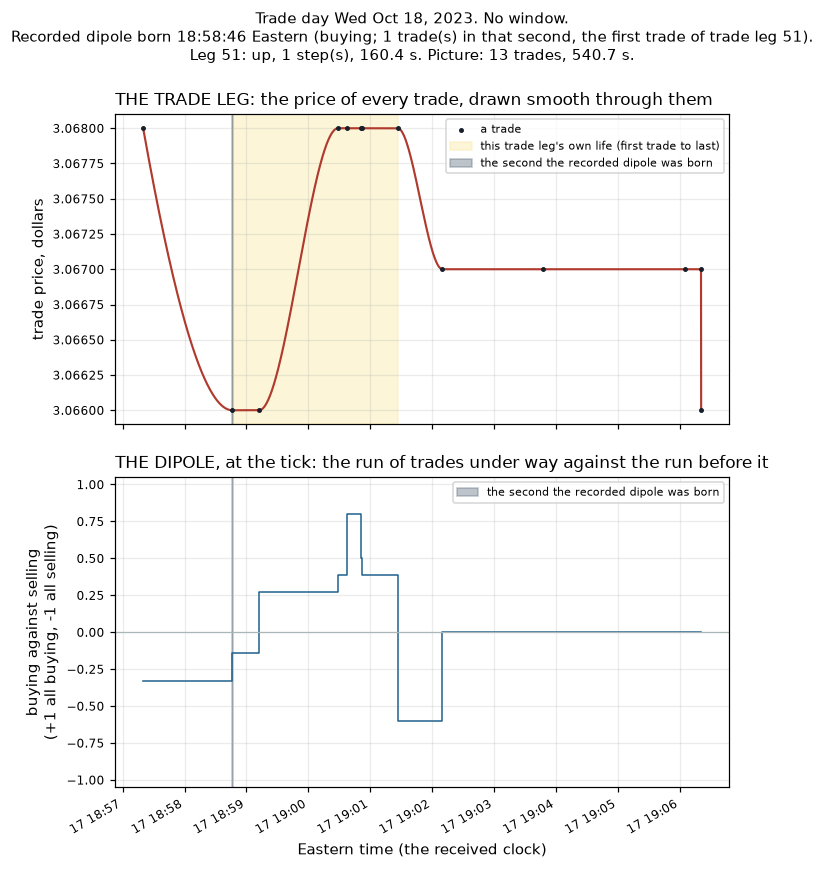 Trade day Wed Oct 18, 2023. No window.
Recorded dipole born 18:58:46 Eastern (buying; 1 trade(s) in that second, the first trade of trade leg 51).
Leg 51: up, 1 step(s), 160.4 s. Picture: 13 trades, 540.7 s.
THE TRADE LEG: the price of every trade, drawn smooth through them
a trade
this trade leg's own life (first trade to last)
the second the recorded dipole was born
trade price, dollars
3.06800
3.06775
3.06750
3.06725
3.06700
3.06675
3.06650
3.06625
3.06600
THE DIPOLE, at the tick: the run of trades under way against the run before it
the second the recorded dipole was born
buying against selling
(+1 all buying, -1 all selling)
1.00
0.75
0.50
0.25
0.00
−0.25
−0.50
−0.75
−1.00
17 18:57
17 18:58
17 18:59
17 19:00
17 19:01
17 19:02
17 19:03
17 19:04
17 19:05
17 19:06
Eastern time (the received clock)